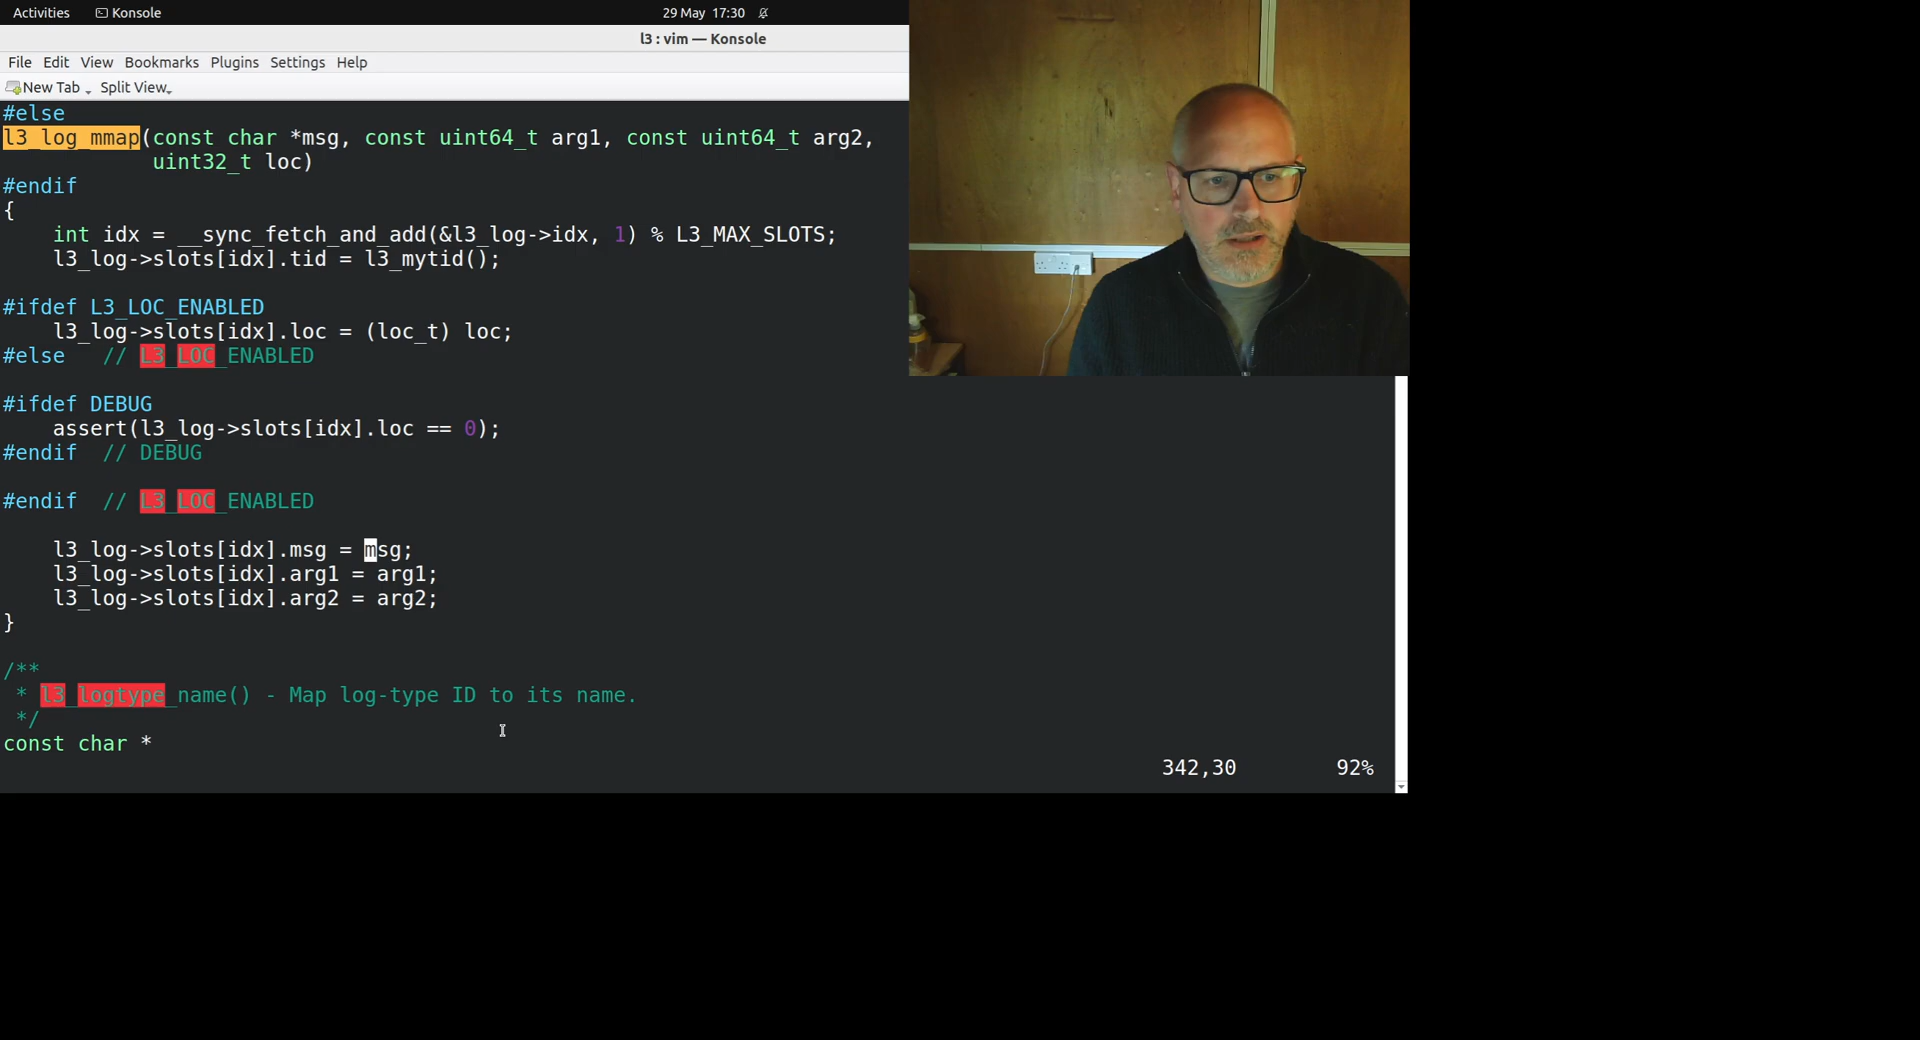 Activities Konsole 29 May 17:30
l3 : vim — Konsole
File Edit View Bookmarks Plugins Settings Help
New Tab Split View
#else
l3_log_mmap(const char *msg, const uint64_t arg1, const uint64_t arg2,
            uint32_t loc)
#endif
{
    int idx = __sync_fetch_and_add(&l3_log->idx, 1) % L3_MAX_SLOTS;
    l3_log->slots[idx].tid = l3_mytid();
#ifdef L3_LOC_ENABLED
    l3_log->slots[idx].loc = (loc_t) loc;
#else   // L3_LOC_ENABLED
#ifdef DEBUG
    assert(l3_log->slots[idx].loc == 0);
#endif  // DEBUG
#endif  // L3_LOC_ENABLED
    l3_log->slots[idx].msg = msg;
    l3_log->slots[idx].arg1 = arg1;
    l3_log->slots[idx].arg2 = arg2;
}
/**
 * l3_logtype_name() - Map log-type ID to its name.
 */
const char *
342,30 92%